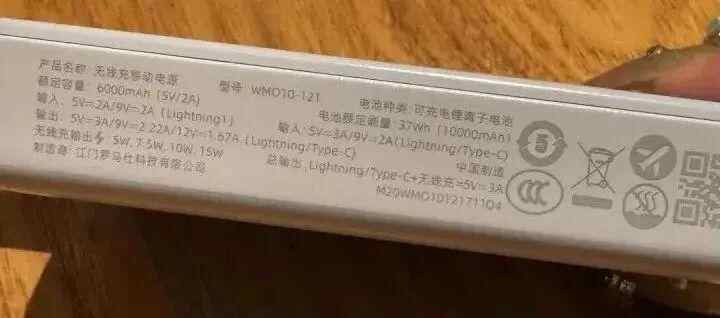 产品名称：无线充移动电源 型号：WMO10-121 电池种类：可充电锂离子电池
额定容量：6000mAh (5V/2A) 电池额定能量：37Wh (10000mAh)
输入：5V=2A/9V=2A (Lightning1) 输入：5V=3A/9V=2A(Lightning/Type-C)
输出：5V=3A/9V=2.22A/12V=1.67A (Lightning/Type-C) 中国制造
无线充输出：5W, 7.5W, 10W, 15W 总输出：Lightning/Type-C+无线充=5V=3A
制造商：江门罗马仕科技有限公司 M20WMO1012171104
5
CCC